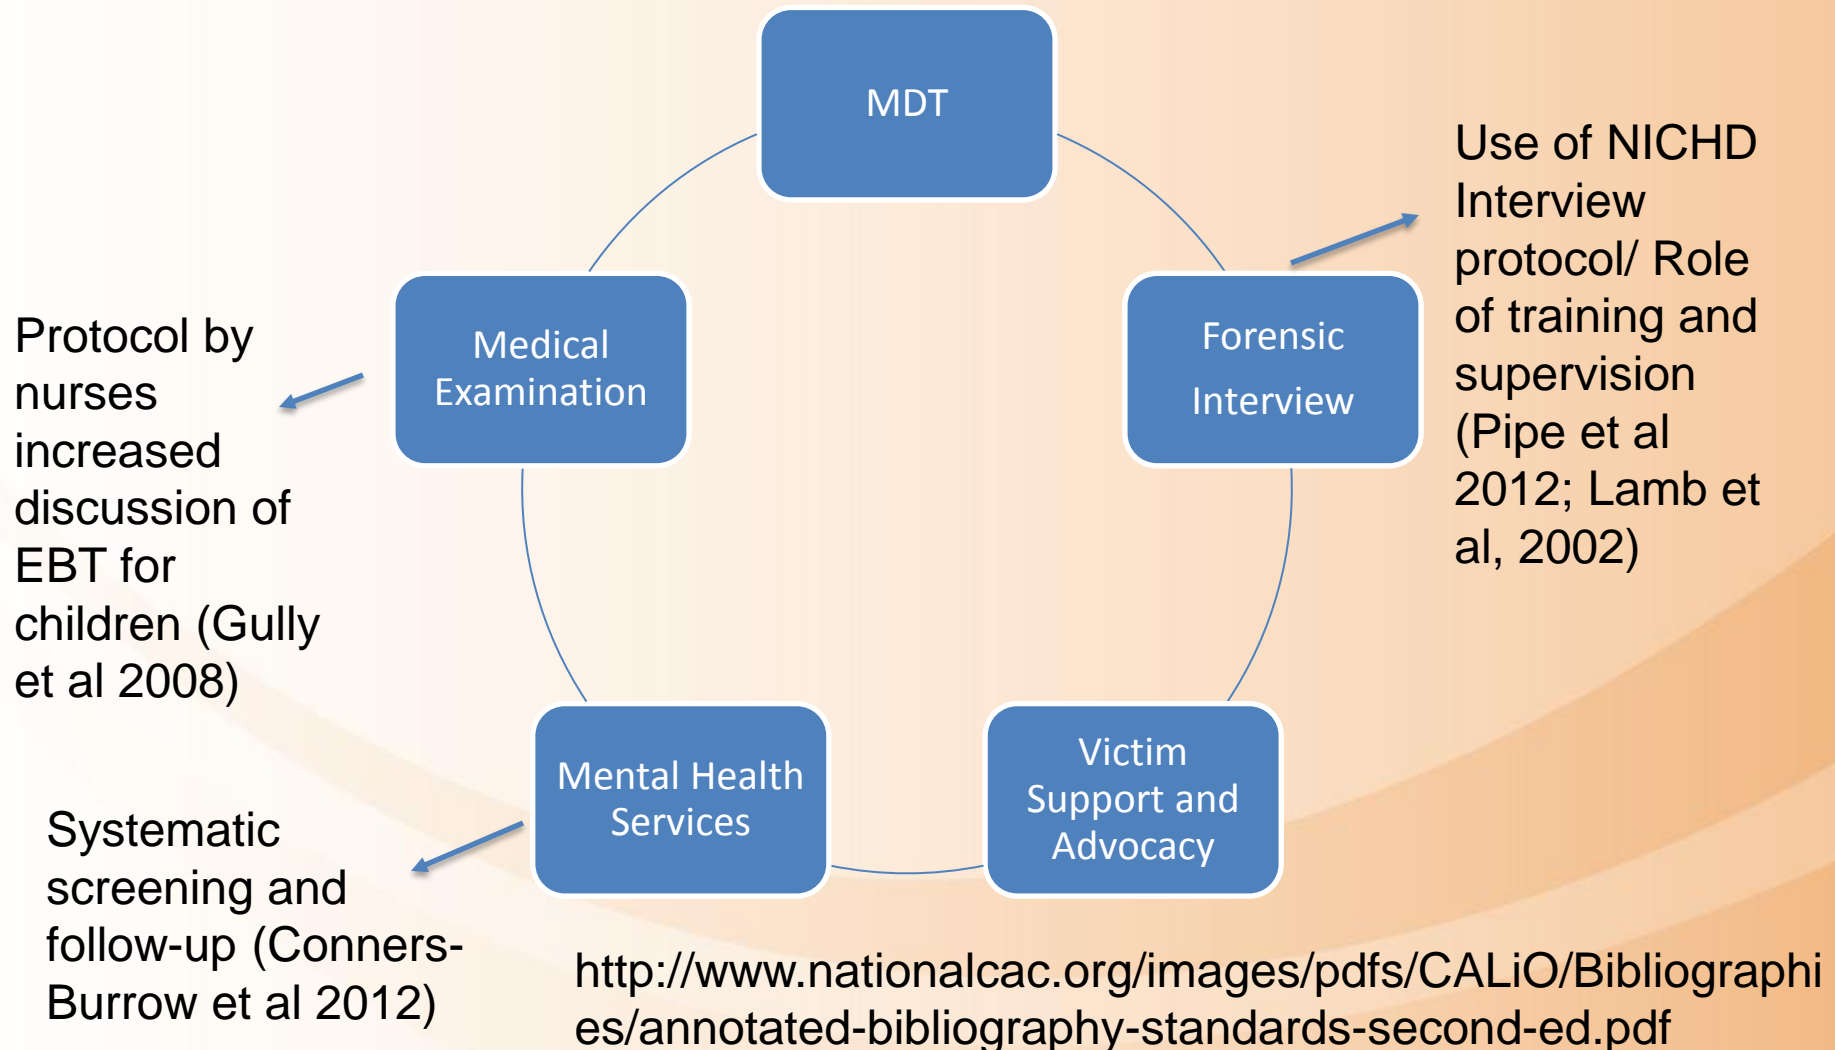 MDT
Use of NICHD
Interview
protocol/ Role
of training and
supervision
(Pipe et al
2012; Lamb et
al, 2002)
Forensic
Interview
Medical
Examination
Protocol by
nurses
increased
discussion of
EBT for
children (Gully
et al 2008)
Mental Health
Services
Victim
Support and
Advocacy
Systematic
screening and
follow-up (Conners-
Burrow et al 2012)
http://www.nationalcac.org/images/pdfs/CALiO/Bibliographi
es/annotated-bibliography-standards-second-ed.pdf